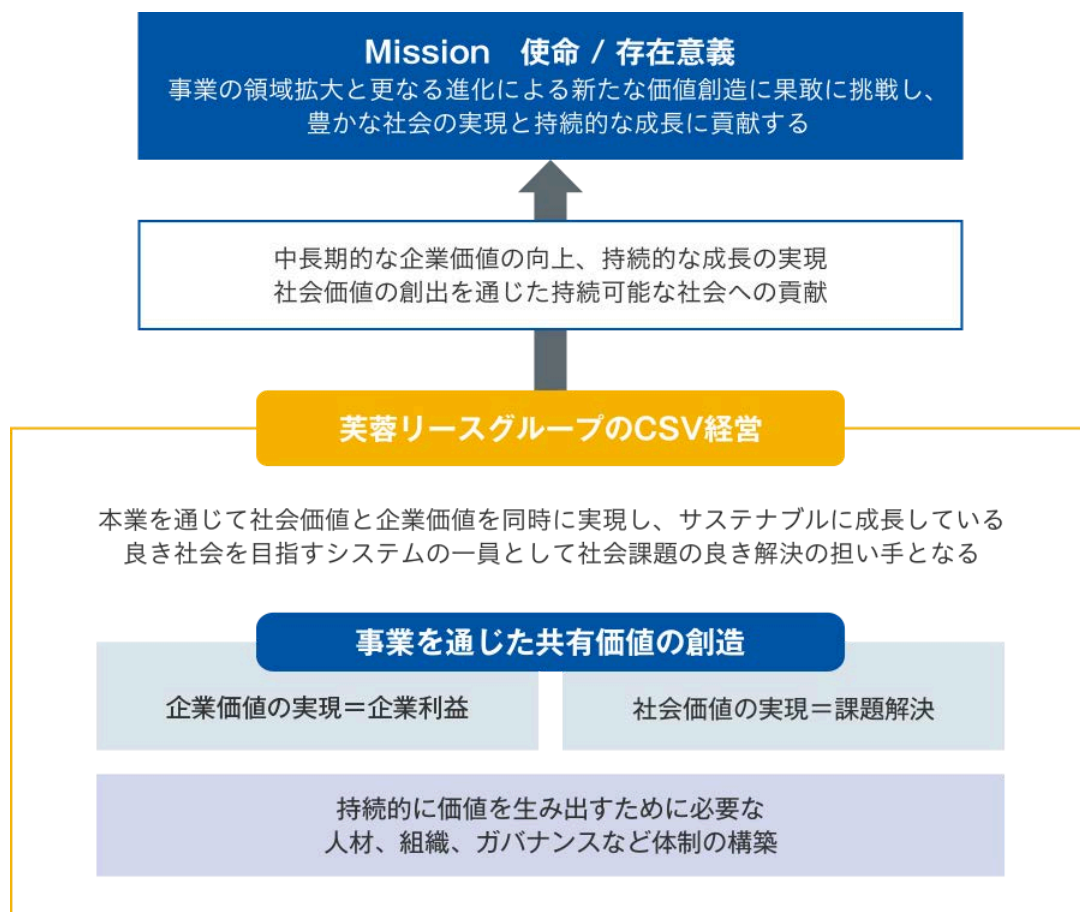 Mission 使命 / 存在意義
事業の領域拡大と更なる進化による新たな価値創造に果敢に挑戦し、
豊かな社会の実現と持続的な成長に貢献する
中長期的な企業価値の向上、持続的な成長の実現
社会価値の創出を通じた持続可能な社会への貢献
芙蓉リースグループのCSV経営
本業を通じて社会価値と企業価値を同時に実現し、サステナブルに成長している
良き社会を目指すシステムの一員として社会課題の良き解決の担い手となる
事業を通じた共有価値の創造
企業価値の実現＝企業利益
社会価値の実現＝課題解決
持続的に価値を生み出すために必要な
人材、組織、ガバナンスなど体制の構築